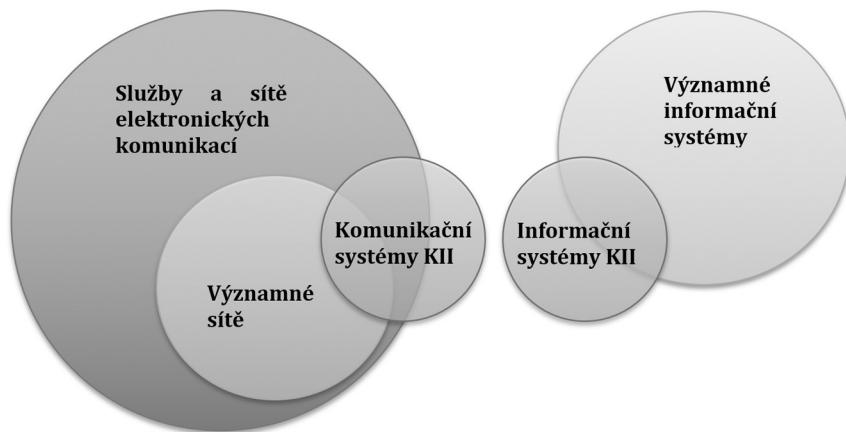 Služby a sítě
elektronických
komunikací
Významné
sítě
Komunikační
systémy KII
Informační
systémy KII
Významné
informační
systémy